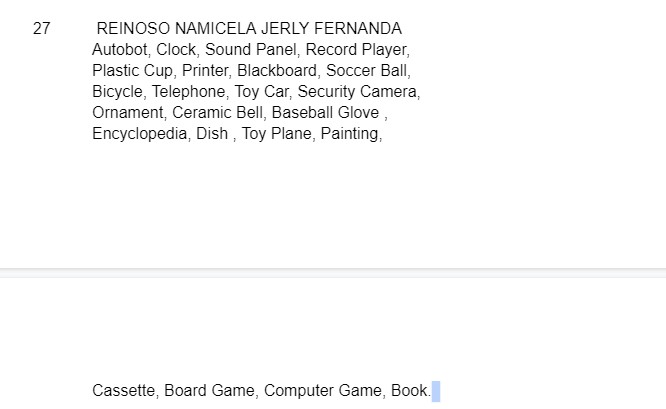 27 REINOSO NAMICELA JERLY FERNANDA
Autobot, Clock, Sound Panel, Record Player,
Plastic Cup, Printer, Blackboard, Soccer Ball,
Bicycle, Telephone, Toy Car, Security Camera,
Ornament, Ceramic Bell, Baseball Glove ,
Encyclopedia, Dish , Toy Plane, Painting,
Cassette, Board Game, Computer Game, Book.